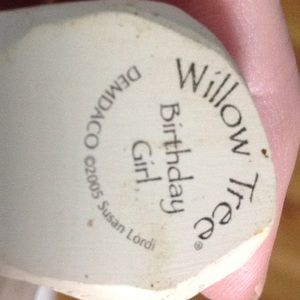 Willow Tree®
Birthday
Girl
DEMDACO ©2005 Susan Lordi